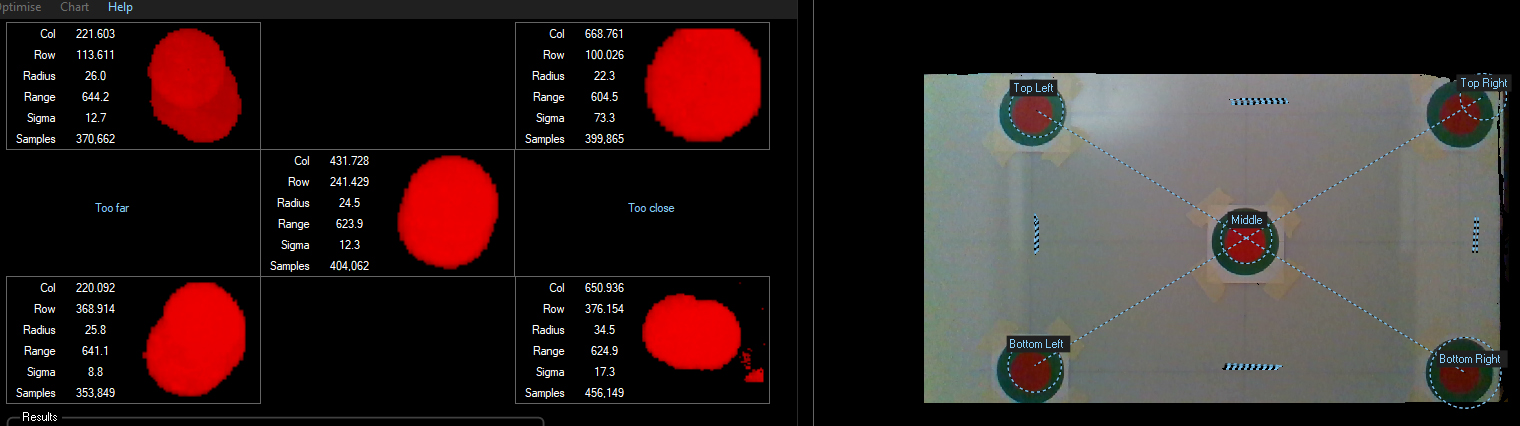 Optimise Chart Help
Col 221.603
Row 113.611
Radius 26.0
Range 644.2
Sigma 12.7
Samples 370,662
Col 668.761
Row 100.026
Radius 22.3
Range 604.5
Sigma 73.3
Samples 399,865
Too far
Col 431.728
Row 241.429
Radius 24.5
Range 623.9
Sigma 12.3
Samples 404,062
Too close
Col 220.092
Row 368.914
Radius 25.8
Range 641.1
Sigma 8.8
Samples 353,849
Col 650.936
Row 376.154
Radius 34.5
Range 624.9
Sigma 17.3
Samples 456,149
Results
Top Left
Top Right
Middle
Bottom Left
Bottom Right